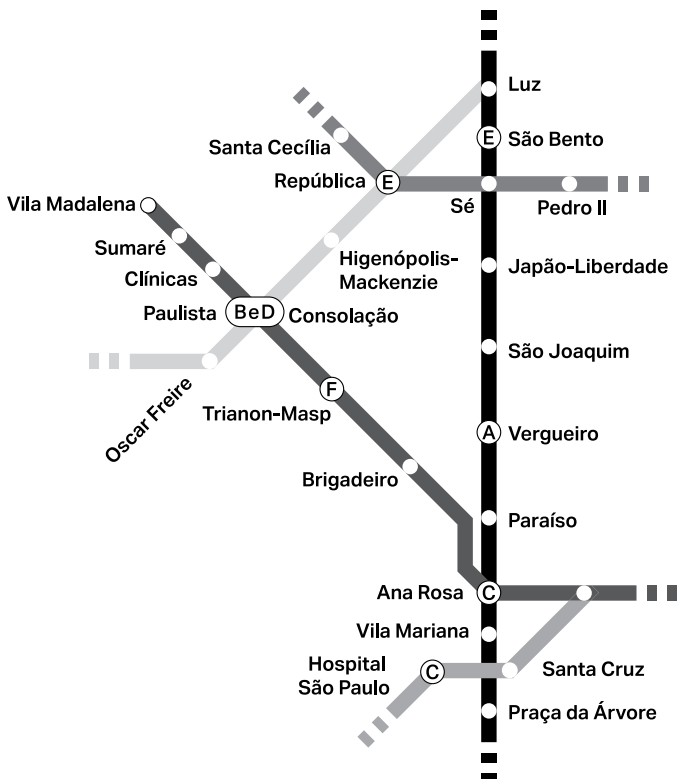 Luz
E São Bento
Santa Cecília
República E
Sé
Pedro II
Vila Madalena
Sumaré
Clínicas
Higenópolis-
Mackenzie
Japão-Liberdade
Paulista BeD Consolação
São Joaquim
Oscar Freire
F
Trianon-Masp
A Vergueiro
Brigadeiro
Paraíso
Ana Rosa C
Vila Mariana
Hospital
São Paulo
C
Santa Cruz
Praça da Árvore